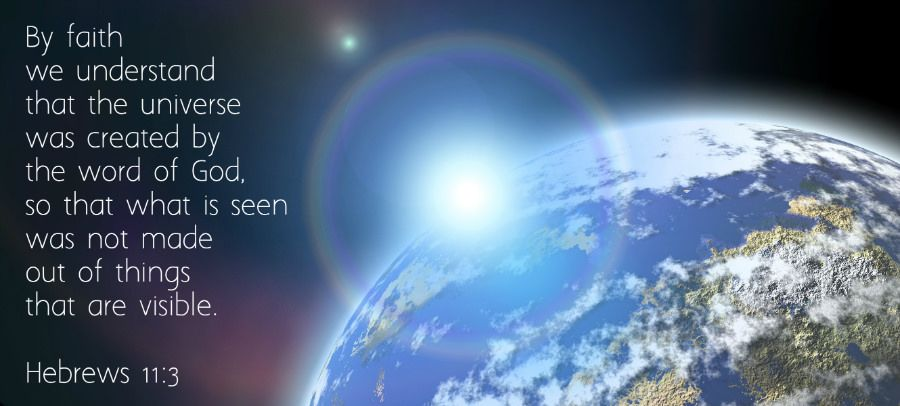 By faith
we understand
that the universe
was created by
the word of God,
so that what is seen
was not made
out of things
that are visible.

Hebrews 11:3